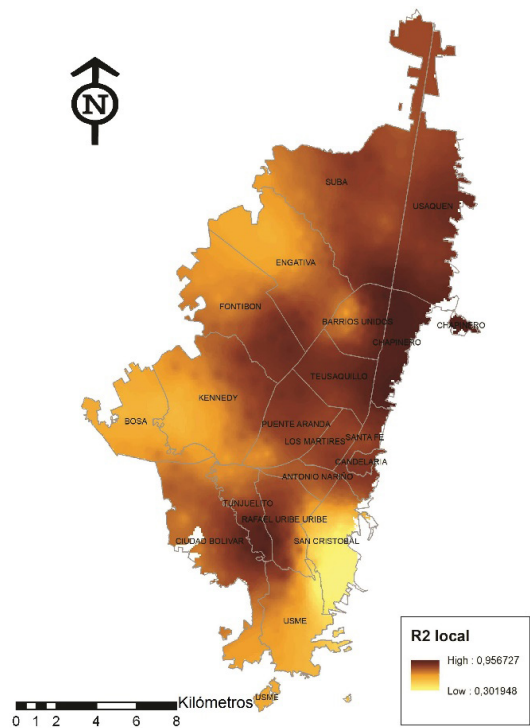 N
SUBA
USAQUEN
ENGATIVA
FONTIBON
BARRIOS UNIDOS
CHAPINERO
CHAPINERO
TEUSAQUILLO
KENNEDY
BOSA
PUENTE ARANDA
LOS MARTIRES
SANTA FE
CANDELARIA
ANTONIO NARIÑO
TUNJUELITO
RAFAEL URIBE URIBE
CIUDAD BOLIVAR
SAN CRISTOBAL
USME
USME
R2 local
High : 0,956727
Low : 0,301948
Kilómetros
0 1 2 4 6 8